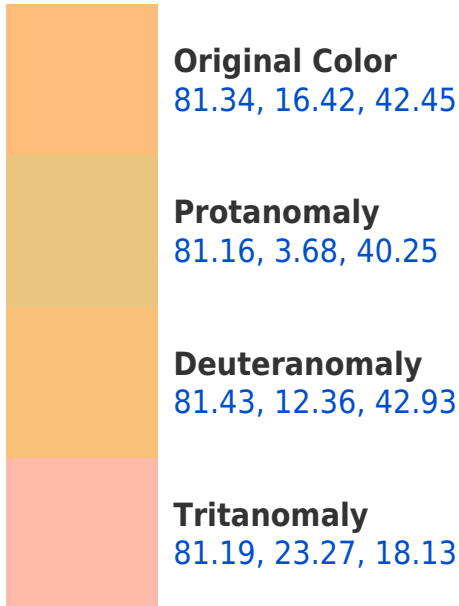 Original Color
81.34, 16.42, 42.45
Protanomaly
81.16, 3.68, 40.25
Deuteranomaly
81.43, 12.36, 42.93
Tritanomaly
81.19, 23.27, 18.13